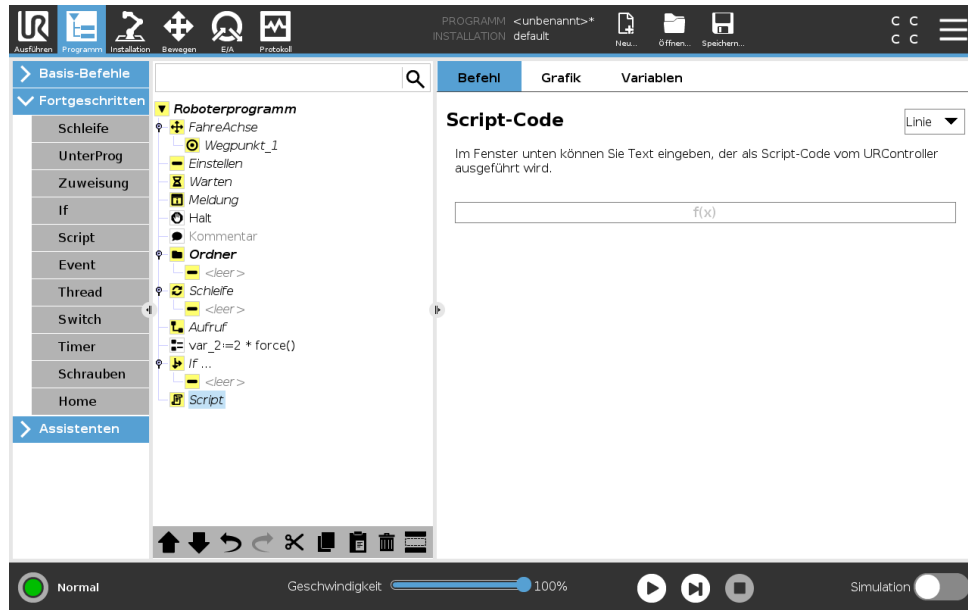 UR
Ausführen
Programm
Installation
Bewegen
E/A
Protokoll
PROGRAMM <unbenannt>*
INSTALLATION default
Neu...
Öffnen...
Speichern...
C C
C C
Basis-Befehle
Fortgeschritten
Schleife
UnterProg
Zuweisung
If
Script
Event
Thread
Switch
Timer
Schrauben
Home
Assistenten
Roboterprogramm
FahreAchse
Wegpunkt_1
Einstellen
Warten
Meldung
Halt
Kommentar
Ordner
<leer>
Schleife
<leer>
Aufruf
var_2:=2 * force()
If ...
<leer>
Script
Befehl
Grafik
Variablen
Script-Code
Linie
Im Fenster unten können Sie Text eingeben, der als Script-Code vom URController
ausgeführt wird.
f(x)
Normal
Geschwindigkeit
100%
Simulation